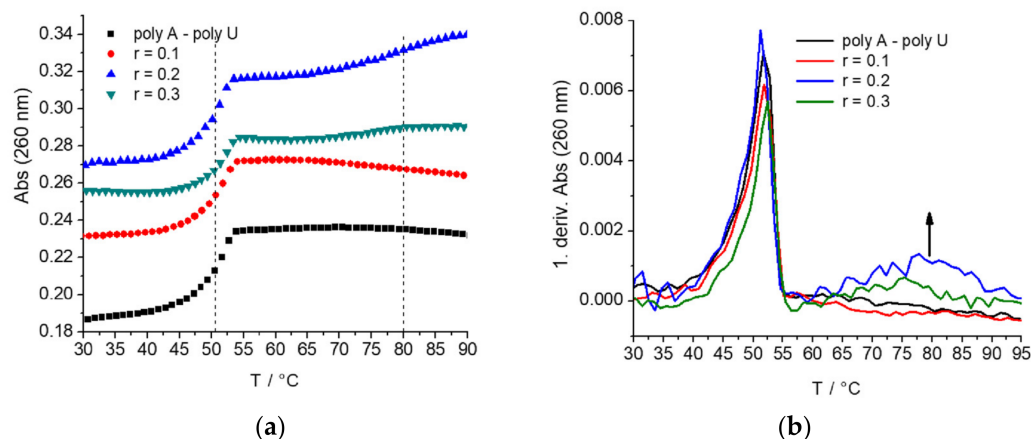 poly A - poly U
r = 0.1
r = 0.2
r = 0.3
Abs (260 nm)
0.34
0.32
0.30
0.28
0.26
0.24
0.22
0.20
0.18
30 35 40 45 50 55 60 65 70 75 80 85 90
T / °C
(a)
poly A - poly U
r = 0.1
r = 0.2
r = 0.3
1. deriv. Abs (260 nm)
0.008
0.006
0.004
0.002
0.000
30 35 40 45 50 55 60 65 70 75 80 85 90 95
T / °C
(b)